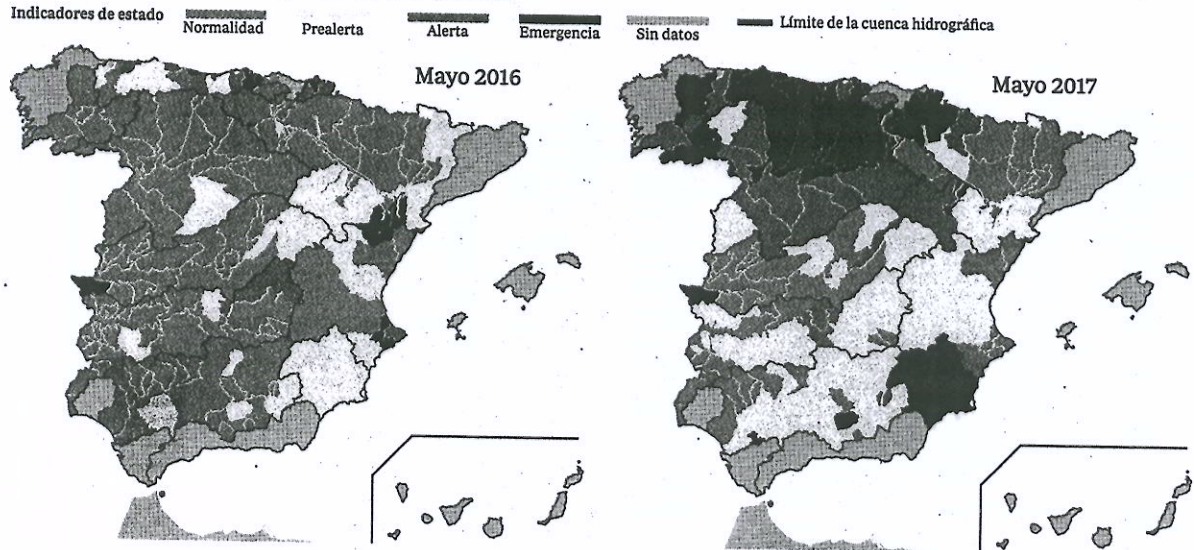 Indicadores de estado
Normalidad
Prealerta
Alerta
Emergencia
Sin datos
Límite de la cuenca hidrográfica
Mayo 2016
Mayo 2017